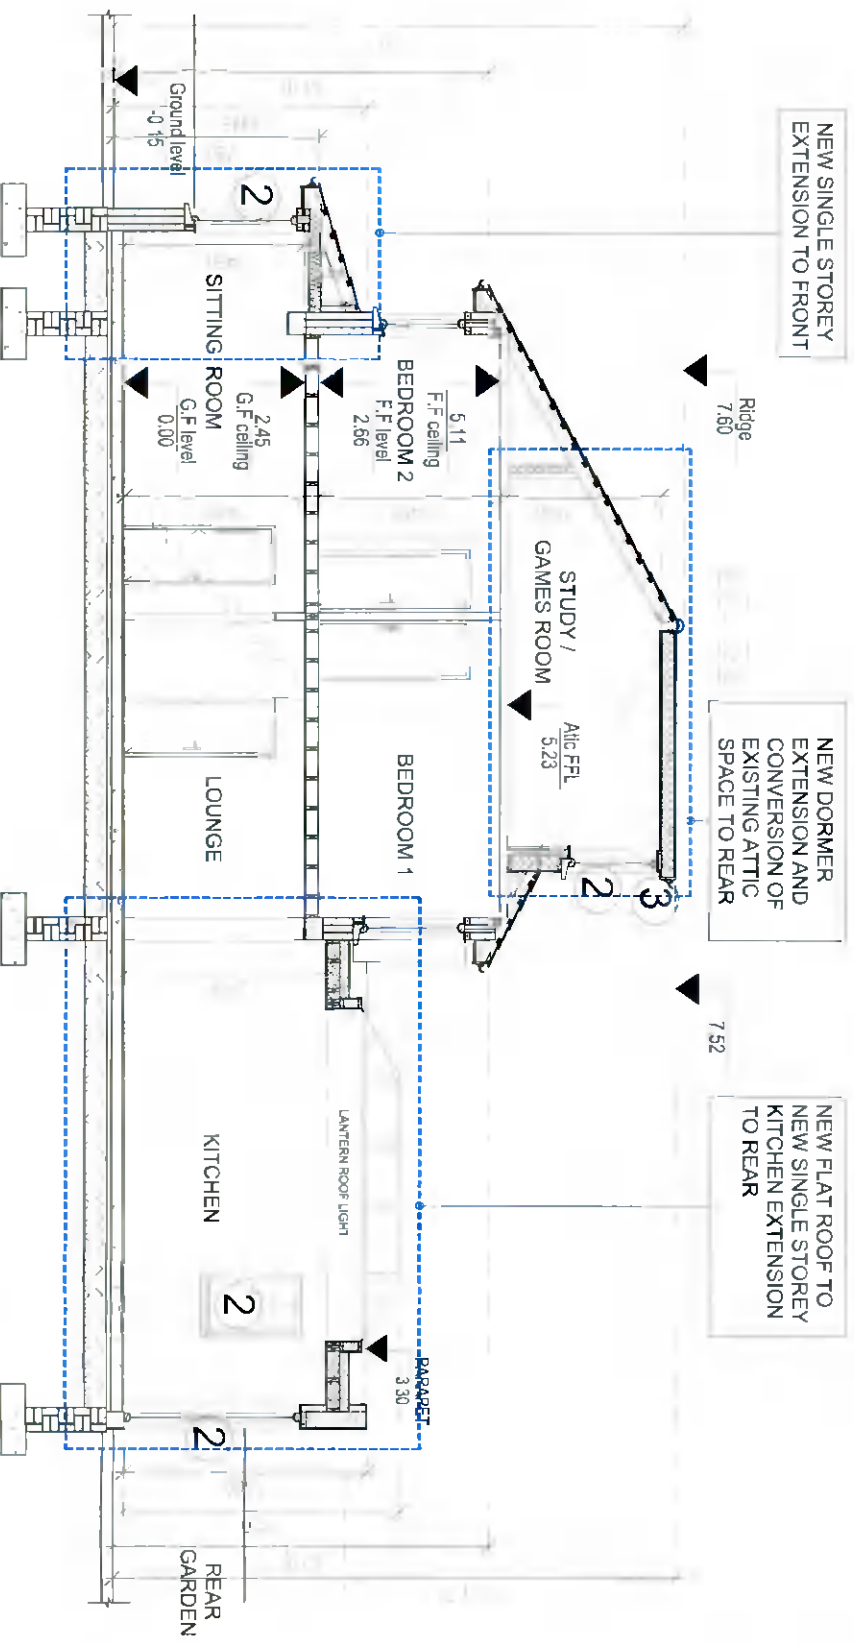 NEW SINGLE STOREY
EXTENSION TO FRONT
NEW DORMER
EXTENSION AND
CONVERSION OF
EXISTING ATTIC
SPACE TO REAR
NEW FLAT ROOF TO
NEW SINGLE STOREY
KITCHEN EXTENSION
TO REAR
Ridge
7.60
7.52
STUDY /
GAMES ROOM
Atic FFL
5.23
3
2
5.11
F.F ceiling
BEDROOM 2
F.F level
2.66
BEDROOM 1
PARAPET
3.30
LANTERN ROOF LIGHT
2
SITTING ROOM
2.45
G.F ceiling
G.F level
0.00
LOUNGE
KITCHEN
2
2
Ground level
-0.15
REAR
GARDEN